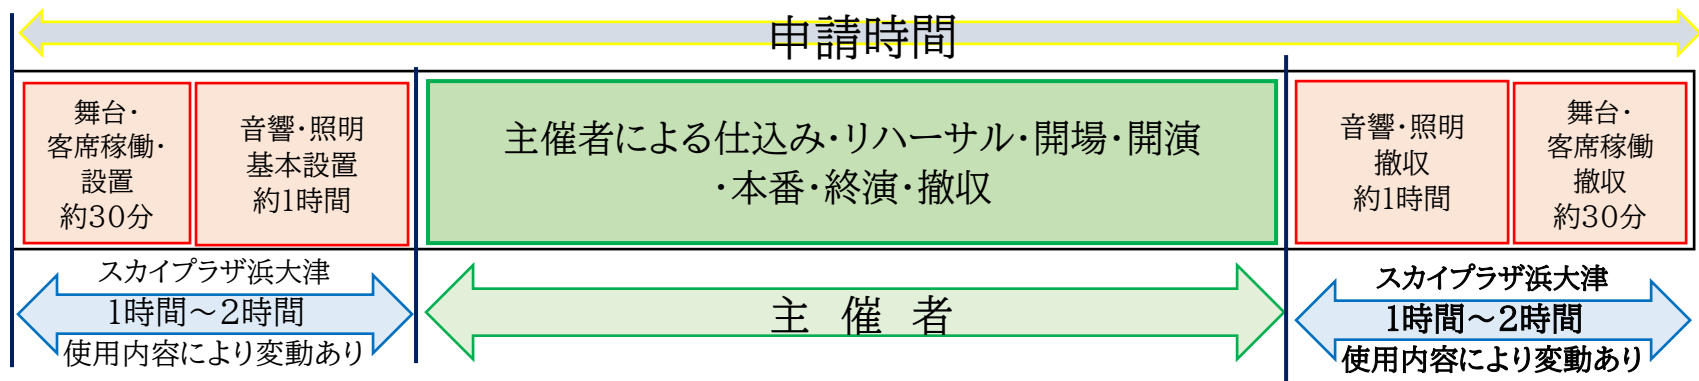 申請時間
舞台・
客席稼働・
設置
約30分
音響・照明
基本設置
約1時間
主催者による仕込み・リハーサル・開場・開演
・本番・終演・撤収
音響・照明
撤収
約1時間
舞台・
客席稼働
撤収
約30分
スカイプラザ浜大津
1時間～2時間
使用内容により変動あり
主 催 者
スカイプラザ浜大津
1時間～2時間
使用内容により変動あり